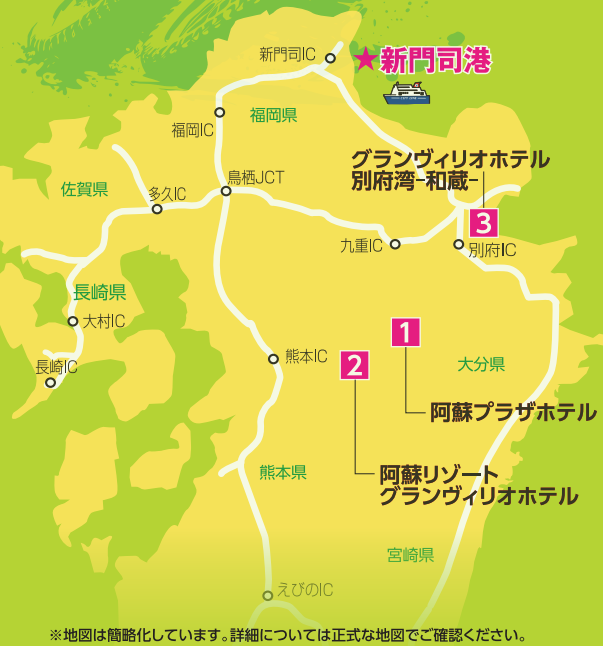 新門司IC
★新門司港
福岡IC
福岡県
グランヴィリオホテル
別府湾-和蔵-
佐賀県
多久IC
鳥栖JCT
3
九重IC
別府IC
長崎県
大村IC
1
長崎IC
熊本IC
2
大分県
阿蘇プラザホテル
熊本県
阿蘇リゾート
グランヴィリオホテル
宮崎県
えびのIC
※地図は簡略化しています。詳細については正式な地図でご確認ください。